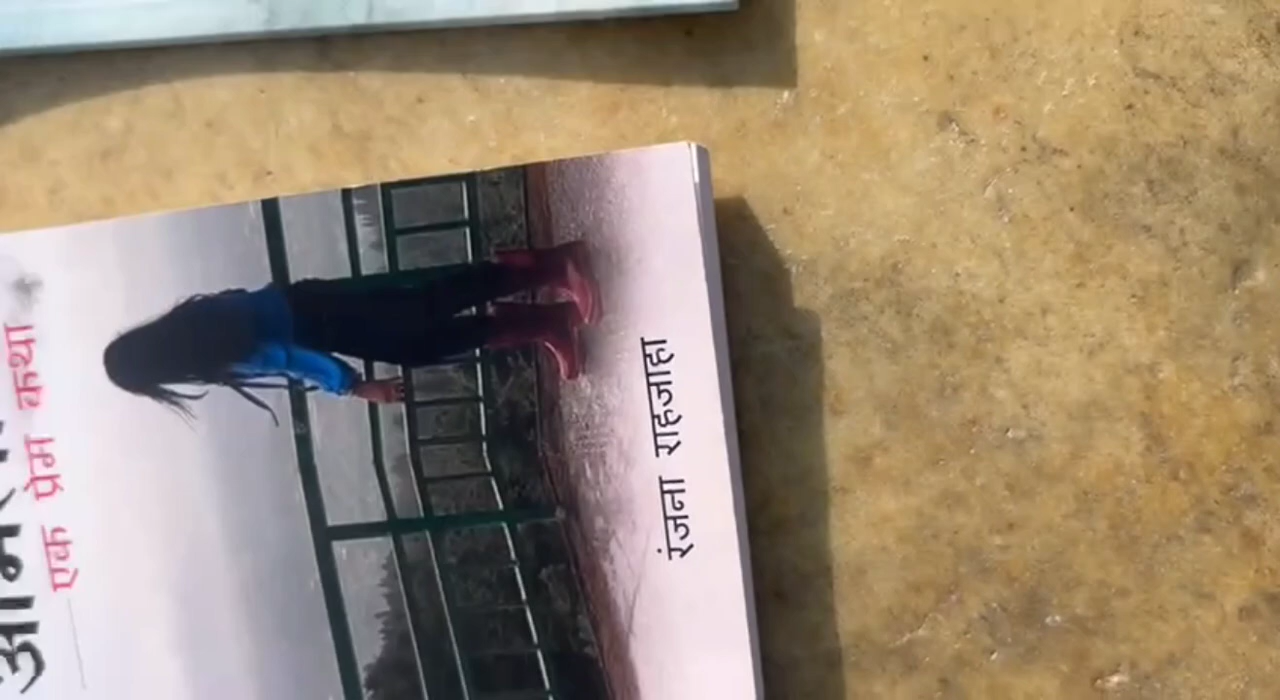 एक प्रेम कथा
रंजना राहजाहा